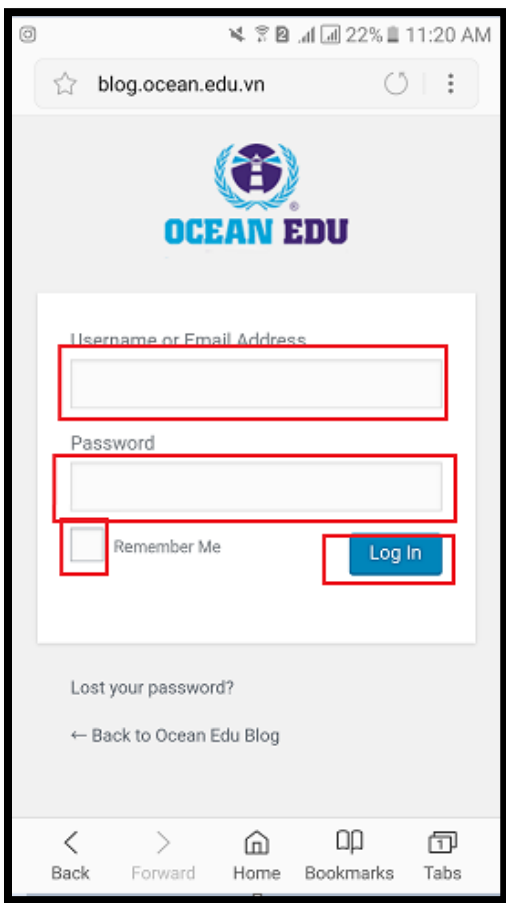 22% 11:20 AM
blog.ocean.edu.vn
®
OCEAN EDU
Username or Email Address
Password
Remember Me
Log In
Lost your password?
← Back to Ocean Edu Blog
1
Back Forward Home Bookmarks Tabs